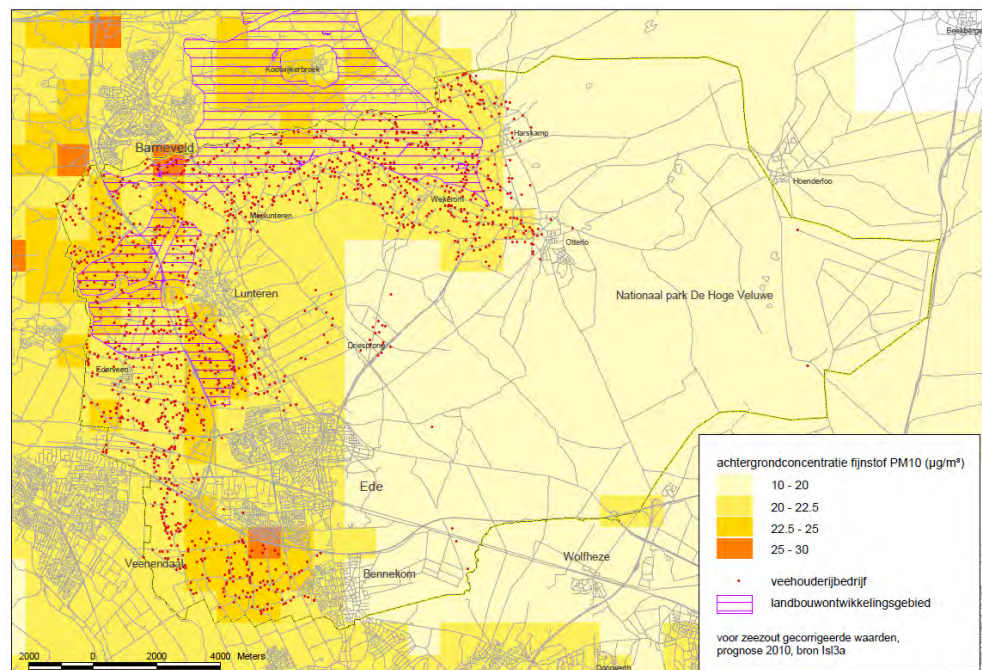 Beekberge
Kootwijkerbroek
Harskamp
Barneveld
Hoenderloo
Wekerom
Meulunteren
Otterlo
Lunteren
Nationaal park De Hoge Veluwe
Driesprong
Ederveen
achtergrondconcentratie fijnstof PM10 (µg/m³)
10 - 20
20 - 22.5
22.5 - 25
25 - 30
Ede
Wolfheze
Veenendaal
Bennekom
veehouderijbedrijf
landbouwontwikkelingsgebied
voor zeezout gecorrigeerde waarden,
prognose 2010, bron Isl3a
2000 0 2000 4000 Meters
Doorwerth